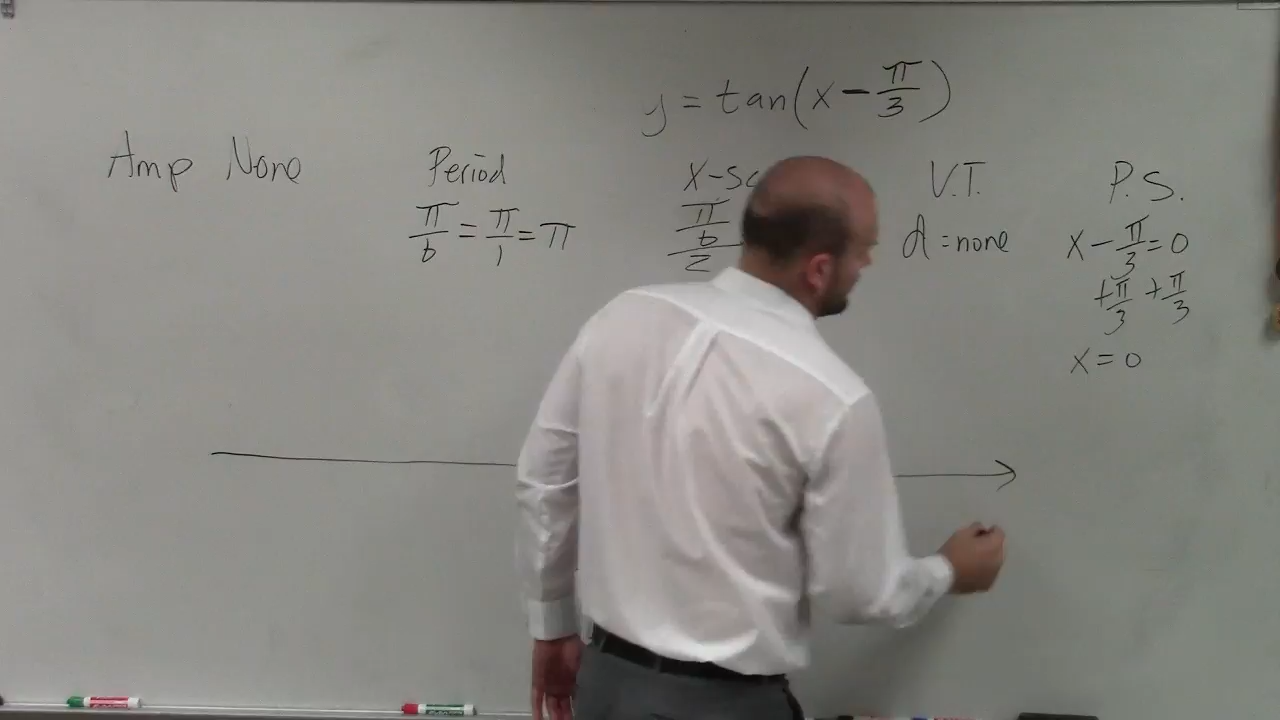 y = tan(x − π/3)
Amp None
Period
π/b = π/1 = π
x-sc
π/b/2
V.T.
d = none
P.S.
x − π/3 = 0
+π/3 +π/3
x = 0